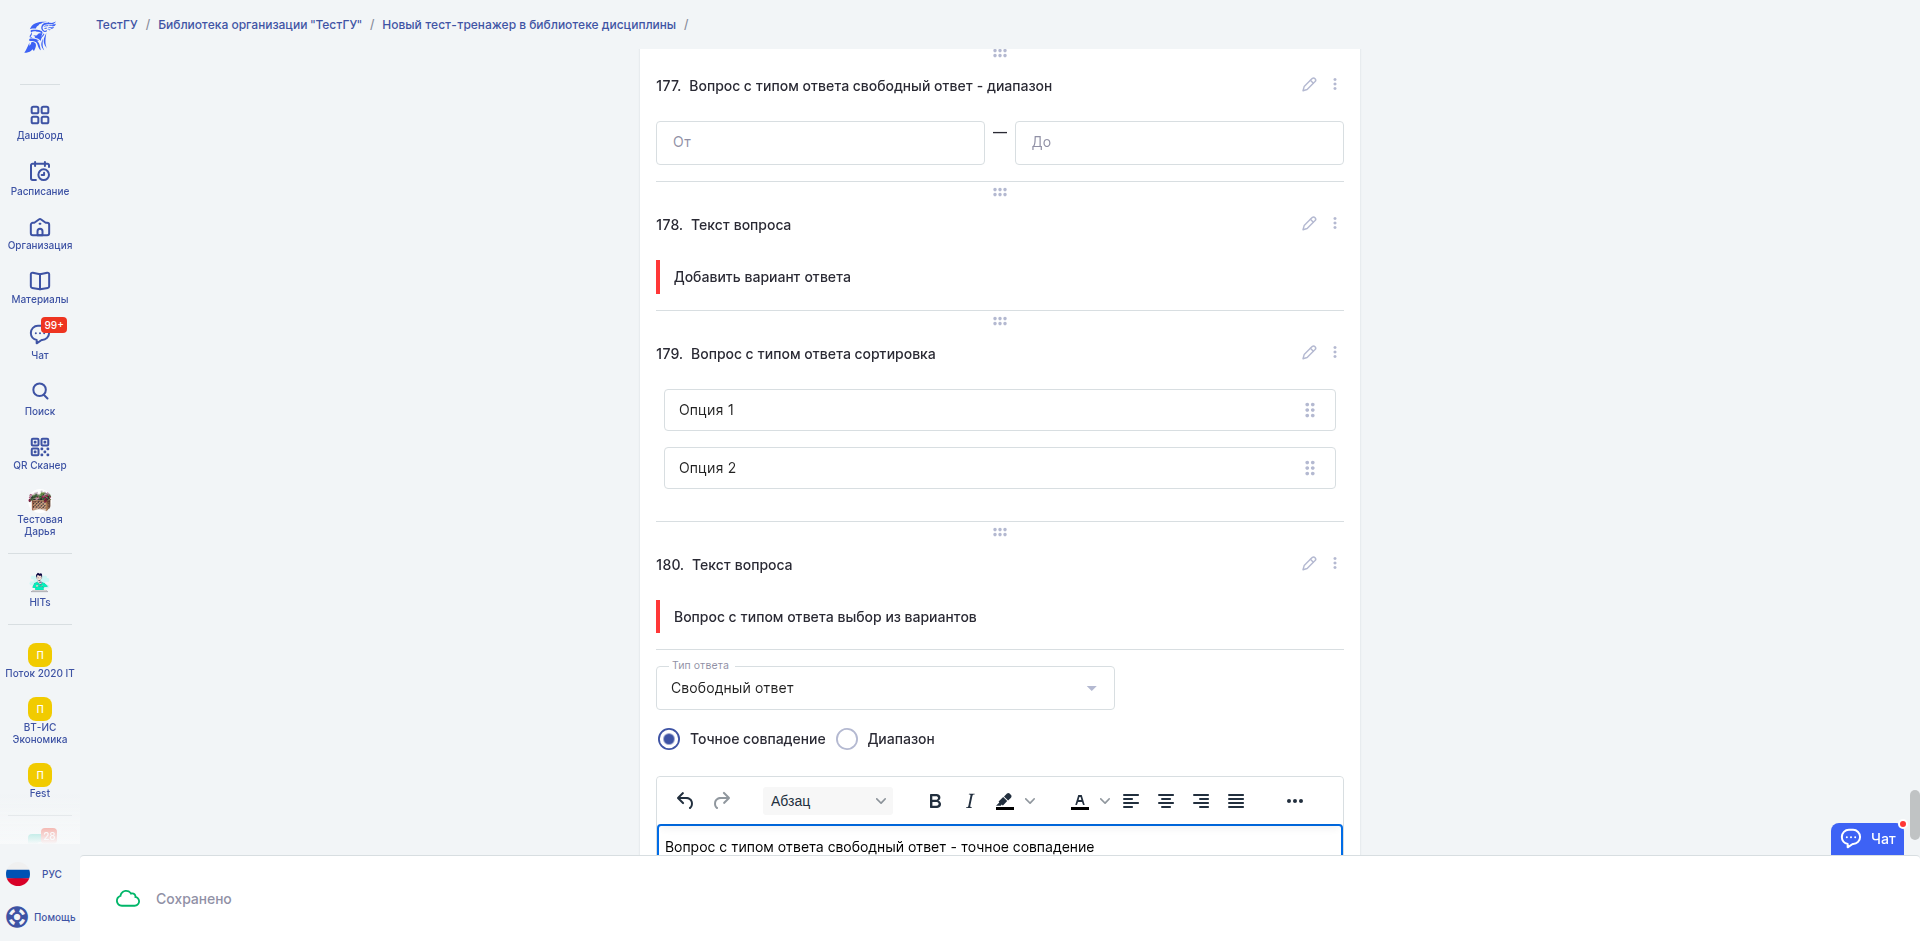 ТестГУ / Библиотека организации "ТестГУ" / Новый тест-тренажер в библиотеке дисциплины /
Дашборд
Расписание
Организация
Материалы
99+
Чат
Поиск
QR Сканер
Тестовая
Дарья
HITs
П
Поток 2020 IT
П
ВТ-ИС
Экономика
П
Fest
28
РУС
Помощь
177. Вопрос с типом ответа свободный ответ - диапазон
От — До
178. Текст вопроса
Добавить вариант ответа
179. Вопрос с типом ответа сортировка
Опция 1
Опция 2
180. Текст вопроса
Вопрос с типом ответа выбор из вариантов
Тип ответа
Свободный ответ
Точное совпадение Диапазон
Абзац B I A
Вопрос с типом ответа свободный ответ - точное совпадение
Чат
Сохранено